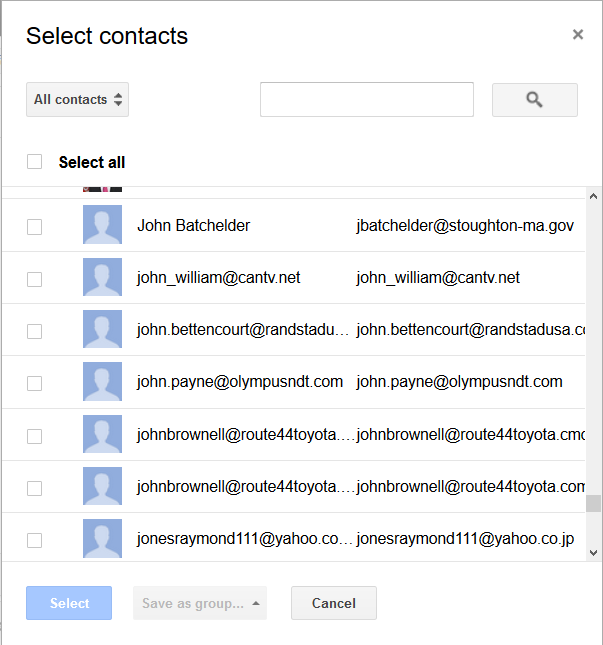 Select contacts
All contacts
Select all
John Batchelder jbatchelder@stoughton-ma.gov
john_william@cantv.net john_william@cantv.net
john.bettencourt@randstadu... john.bettencourt@randstadusa.co
john.payne@olympusndt.com john.payne@olympusndt.com
johnbrownell@route44toyota.... johnbrownell@route44toyota.cmo
johnbrownell@route44toyota.... johnbrownell@route44toyota.com
jonesraymond111@yahoo.co... jonesraymond111@yahoo.co.jp
Select Save as group... Cancel